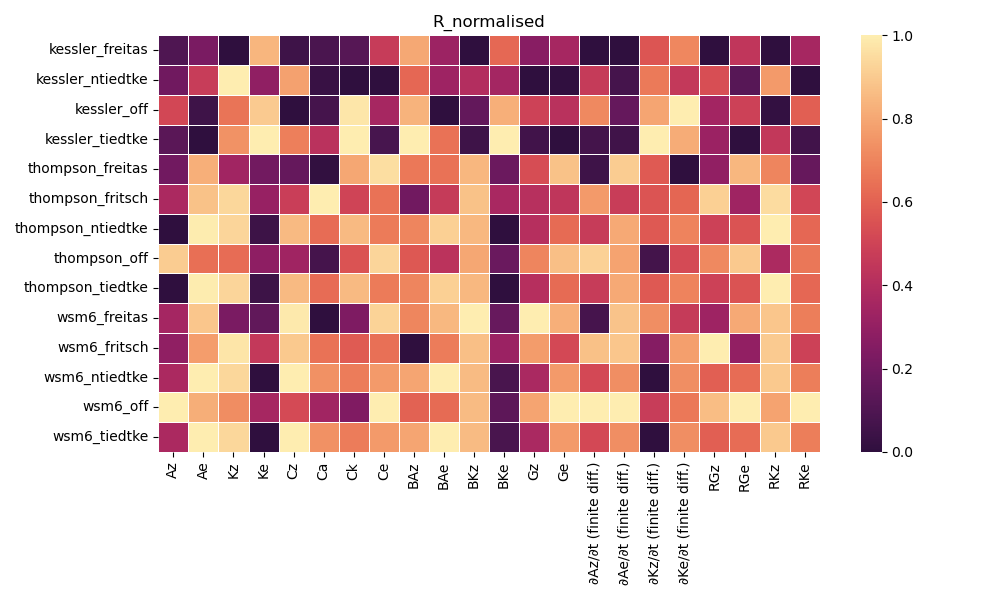 R_normalised
kessler_freitas
kessler_ntiedtke
kessler_off
kessler_tiedtke
thompson_freitas
thompson_fritsch
thompson_ntiedtke
thompson_off
thompson_tiedtke
wsm6_freitas
wsm6_fritsch
wsm6_ntiedtke
wsm6_off
wsm6_tiedtke
Az
Ae
Kz
Ke
Cz
Ca
Ck
Ce
BAz
BAe
BKz
BKe
Gz
Ge
∂Az/∂t (finite diff.)
∂Ae/∂t (finite diff.)
∂Kz/∂t (finite diff.)
∂Ke/∂t (finite diff.)
RGz
RGe
RKz
RKe
1.0
0.8
0.6
0.4
0.2
0.0